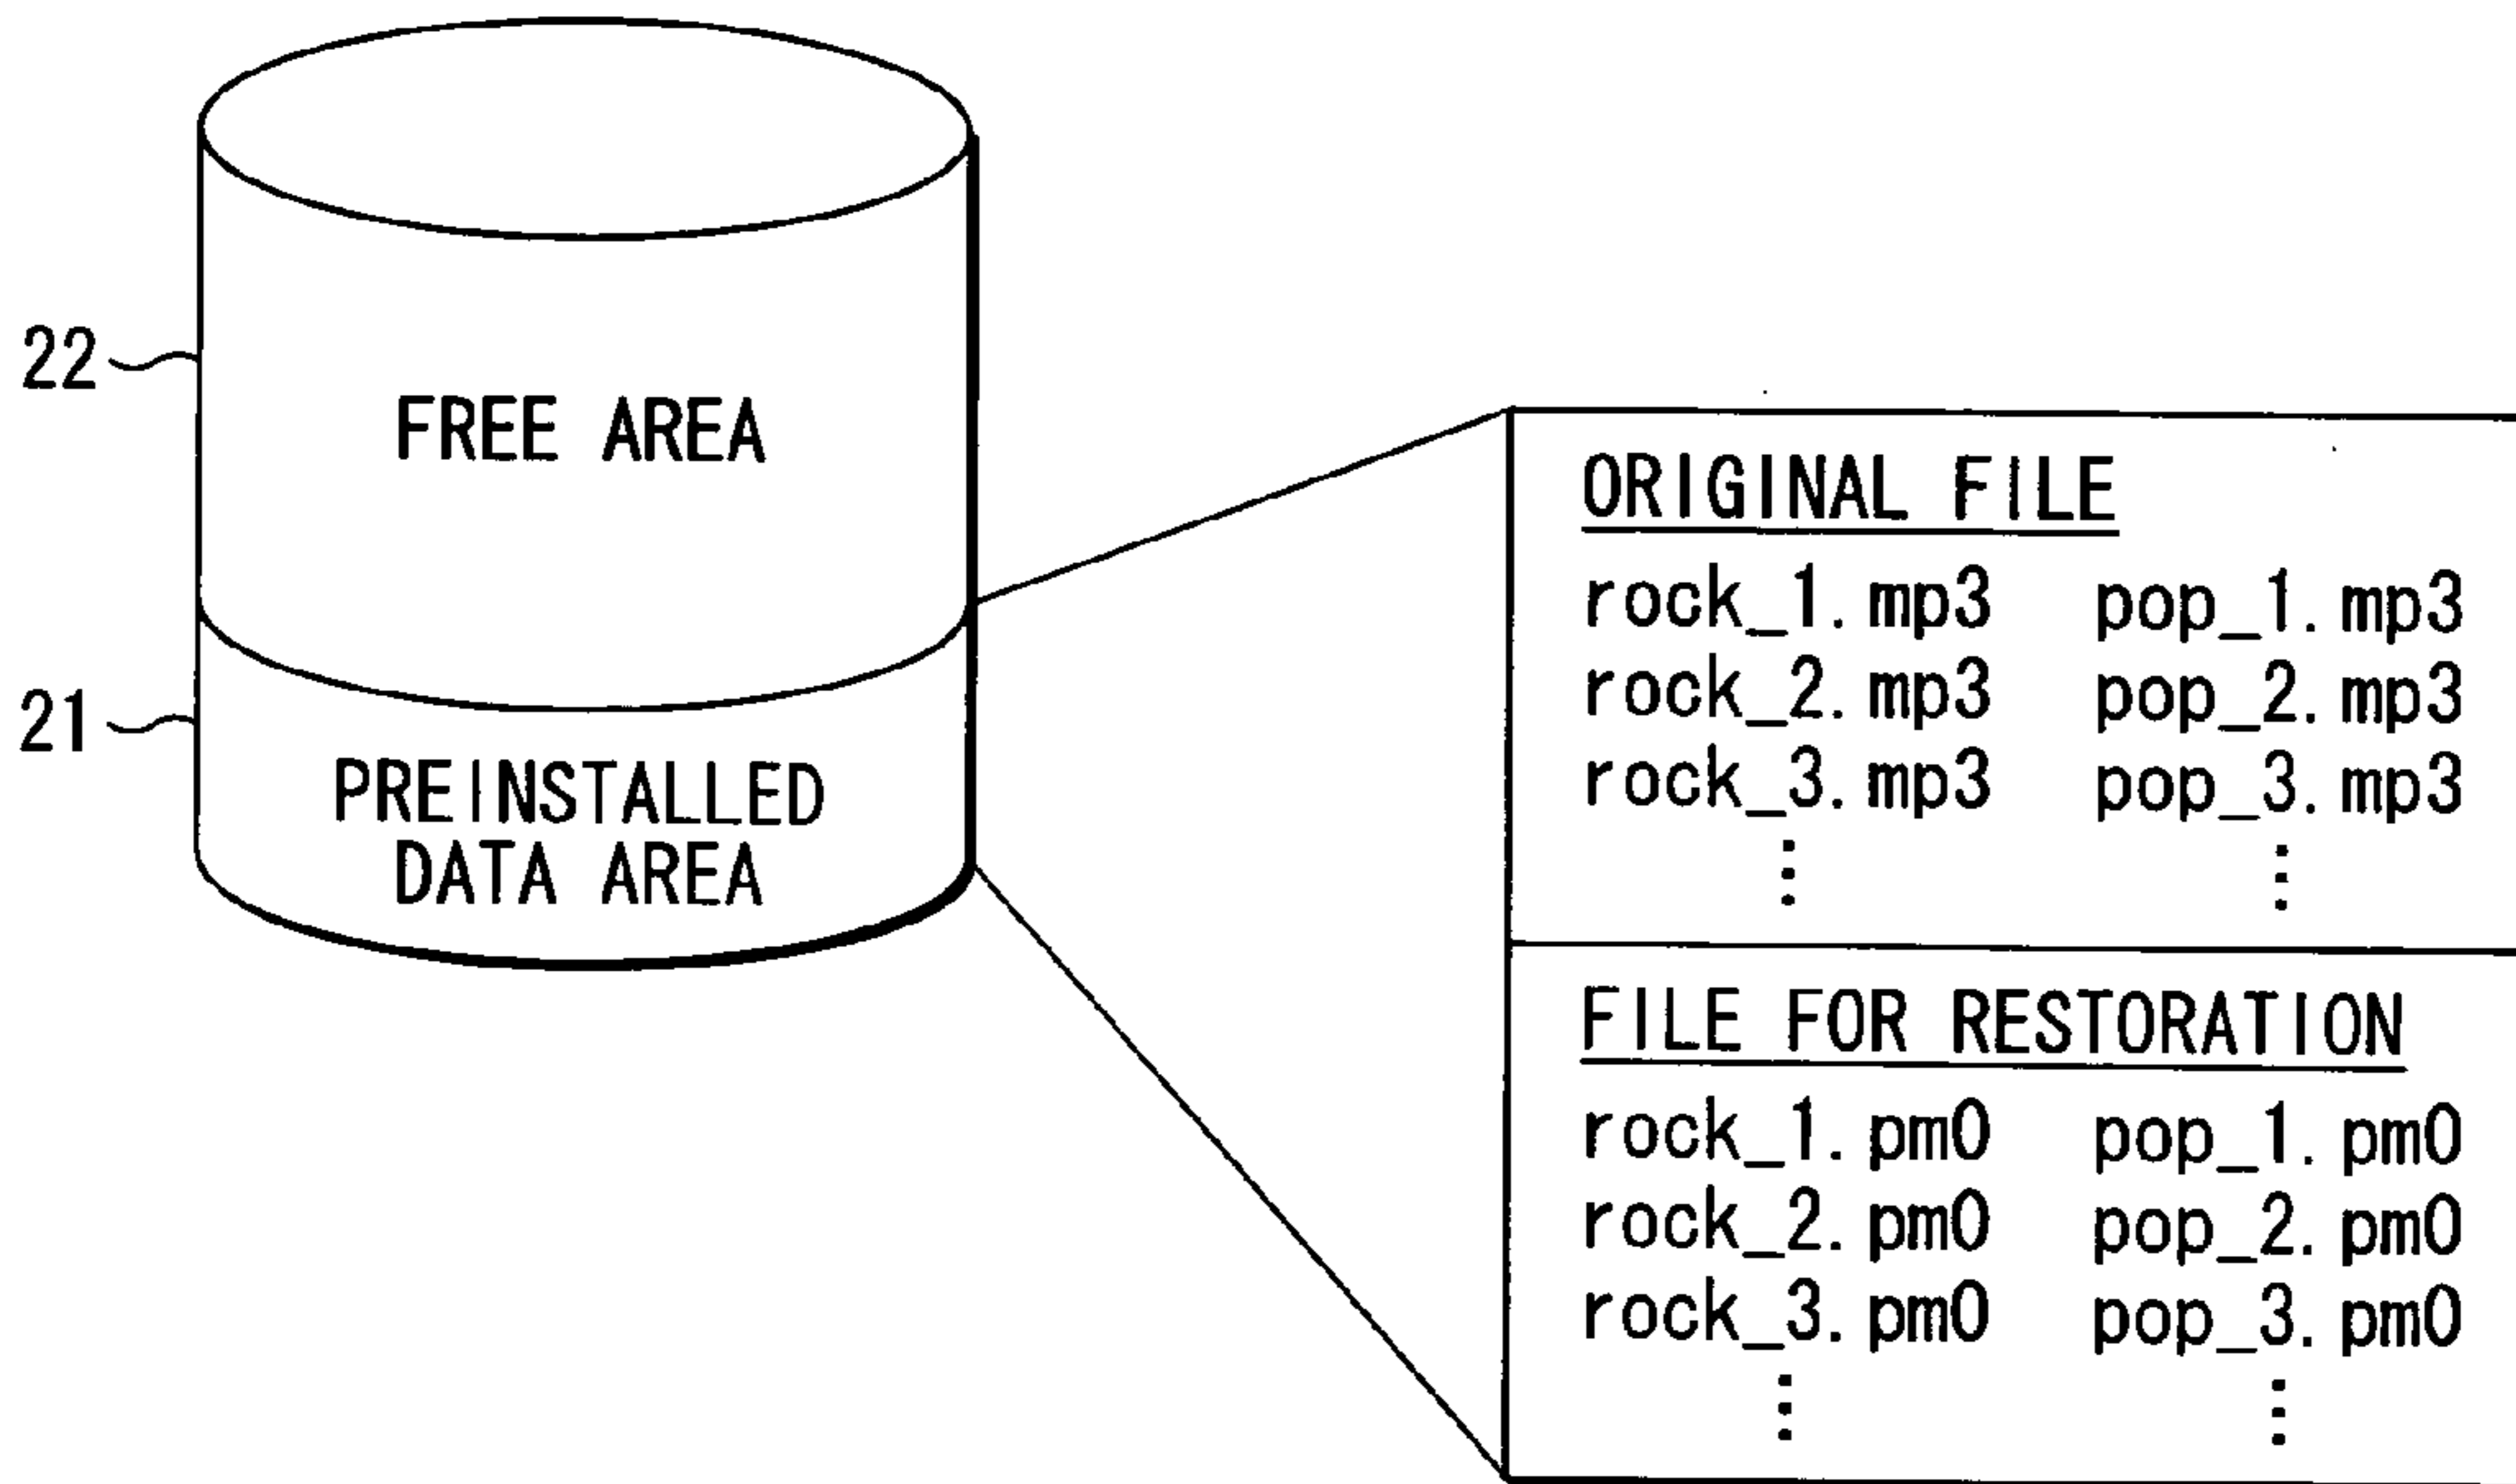 22
FREE AREA
21
PREINSTALLED
DATA AREA
ORIGINAL FILE
rock_1.mp3 pop_1.mp3
rock_2.mp3 pop_2.mp3
rock_3.mp3 pop_3.mp3
⋮ ⋮
FILE FOR RESTORATION
rock_1.pm0 pop_1.pm0
rock_2.pm0 pop_2.pm0
rock_3.pm0 pop_3.pm0
⋮ ⋮